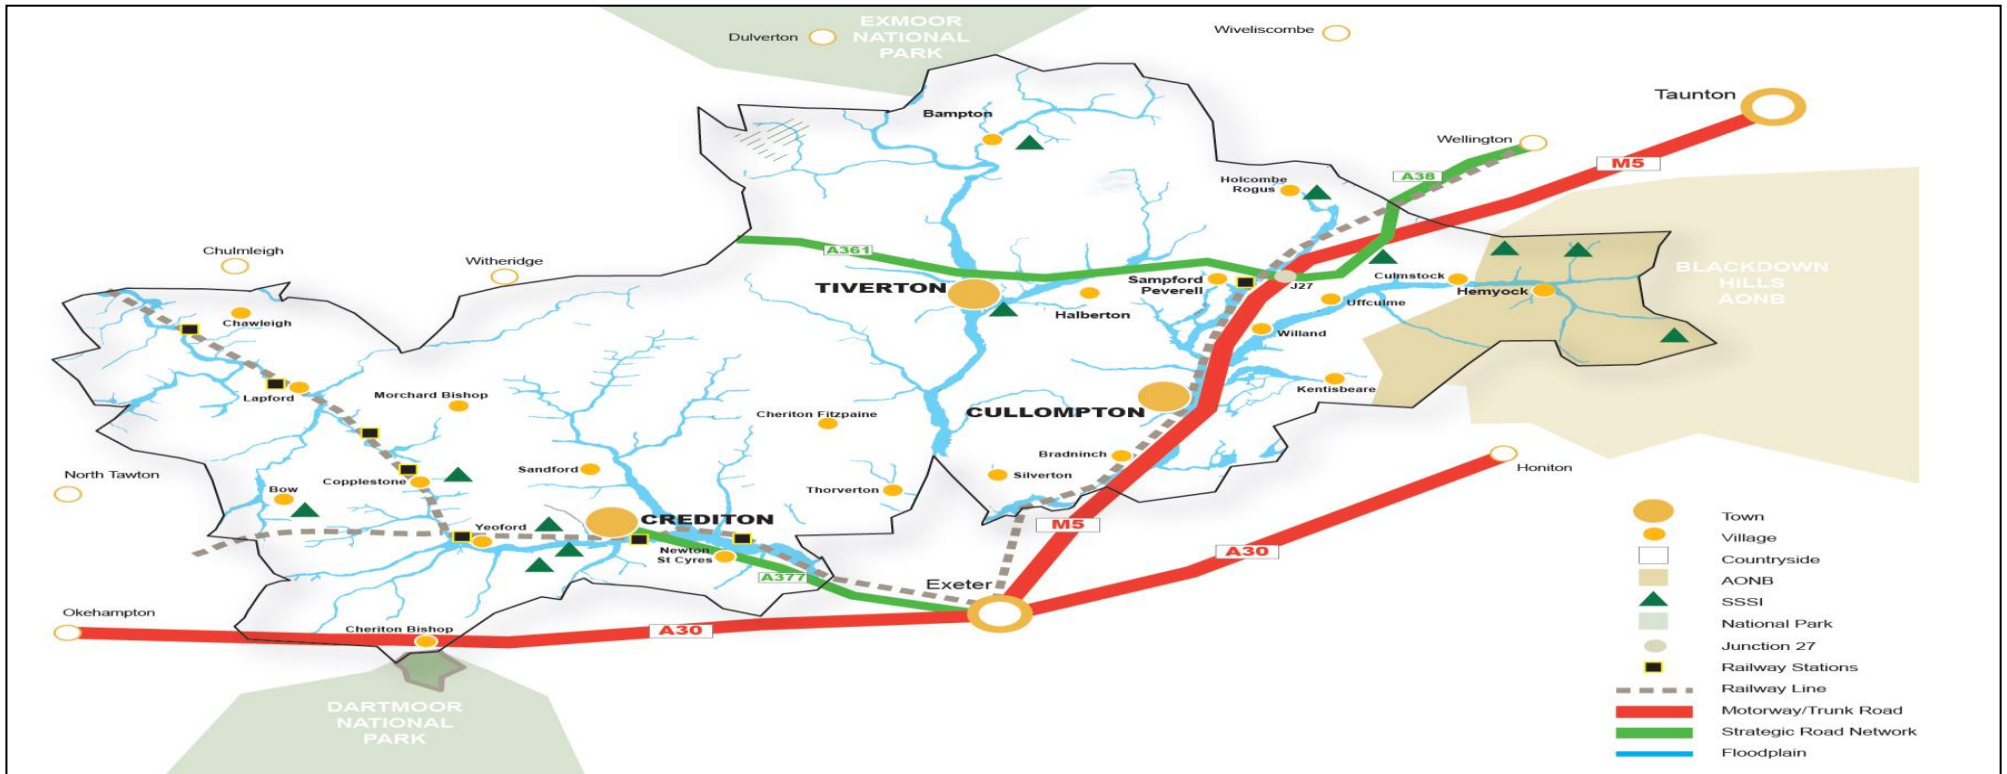 EXMOOR
NATIONAL
PARK
Dulverton
Wiveliscombe
Taunton
Bampton
Wellington
M5
A38
Holcombe
Rogus
Chulmleigh
Witheridge
A361
TIVERTON
Sampford
Peverell
J27
Culmstock
Hemyock
BLACKDOWN
HILLS
AONB
Uffculme
Halberton
Chawleigh
Willand
Lapford
Morchard Bishop
Kentisbeare
Cheriton Fitzpaine
CULLOMPTON
Bradninch
Silverton
Honiton
North Tawton
Sandford
Copplestone
Bow
Thorverton
CREDITON
Yeoford
M5
Newton
St Cyres
A377
A30
Exeter
Okehampton
Cheriton Bishop
A30
DARTMOOR
NATIONAL
PARK
Town
Village
Countryside
AONB
SSSI
National Park
Junction 27
Railway Stations
Railway Line
Motorway/Trunk Road
Strategic Road Network
Floodplain